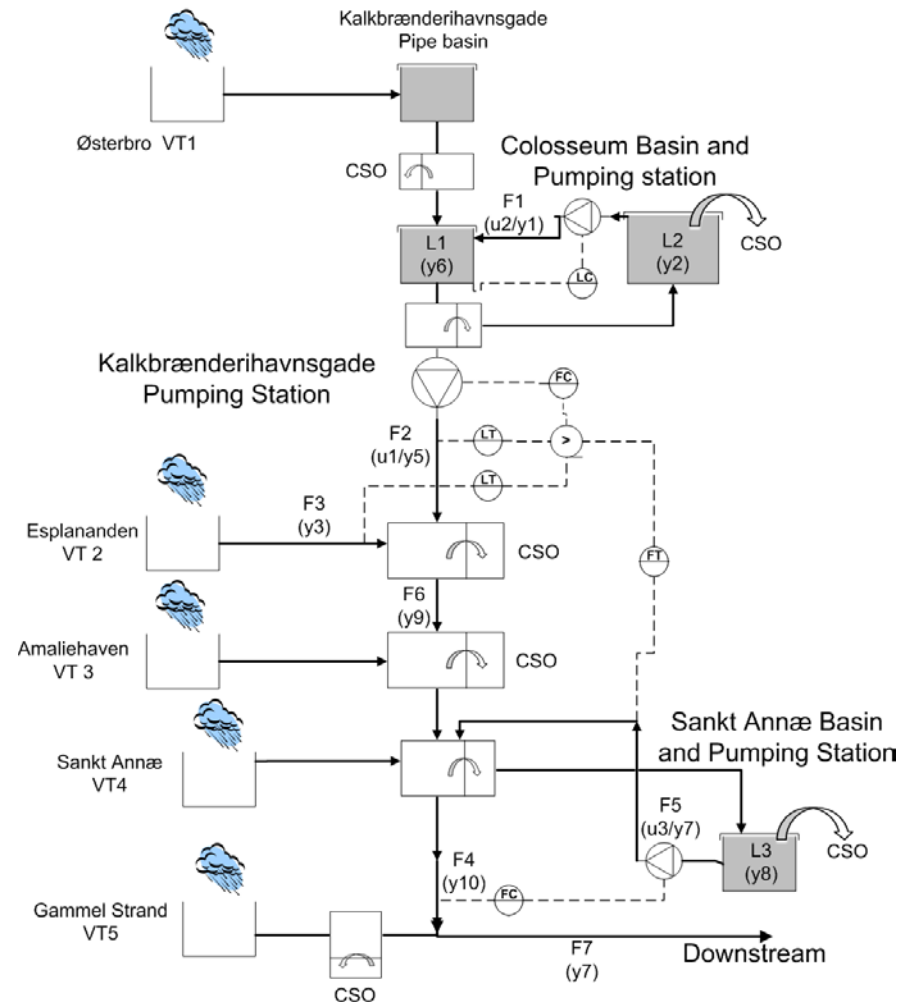 Kalkbrænderihavnsgade
Pipe basin
Østerbro VT1
CSO
Colosseum Basin and
Pumping station
F1
(u2/y1)
L1
(y6)
L2
(y2)
CSO
LC
Kalkbrænderihavnsgade
Pumping Station
FC
F2
(u1/y5)
LT
>
LT
F3
(y3)
Esplananden
VT 2
CSO
FT
F6
(y9)
Amaliehaven
VT 3
CSO
Sankt Annæ Basin
and Pumping Station
Sankt Annæ
VT4
F5
(u3/y7)
L3
(y8)
CSO
F4
(y10)
FC
Gammel Strand
VT5
F7
(y7)
Downstream
CSO